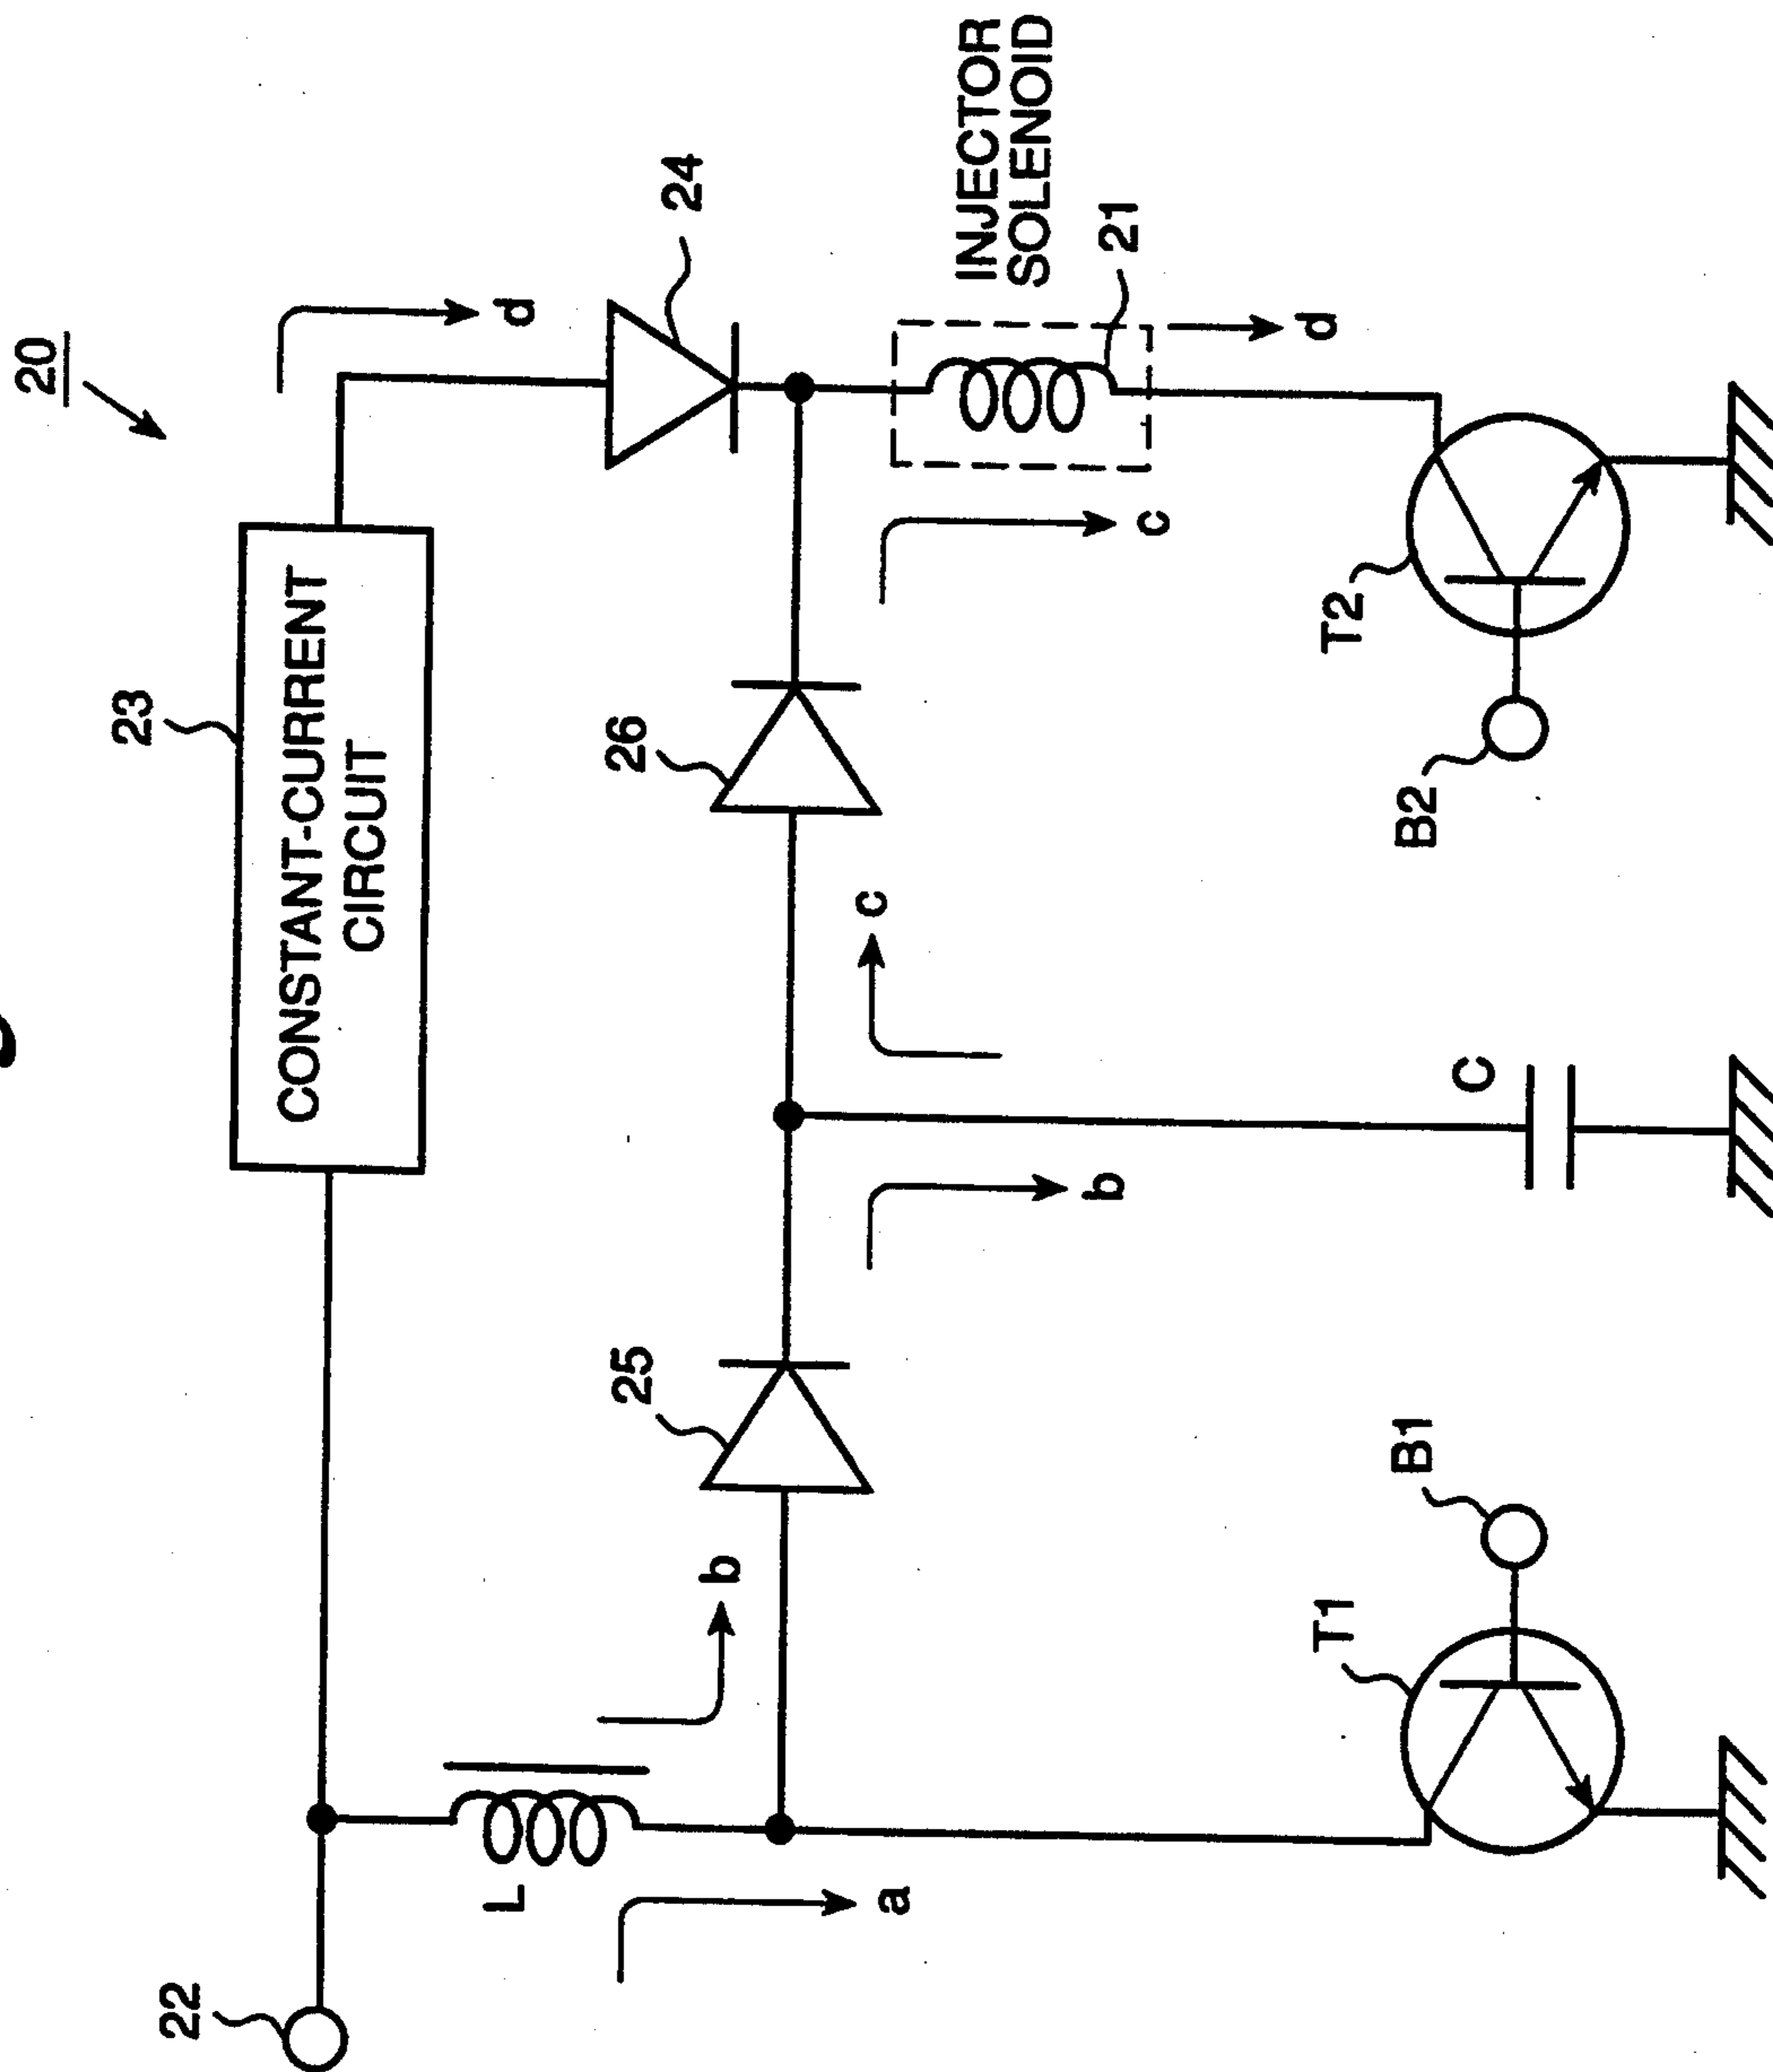 20
23
CONSTANT-CURRENT
CIRCUIT
d
24
22
L
a
b
25
b
c
26
c
INJECTOR
SOLENOID
21
d
T1
B1
C
B2
T2